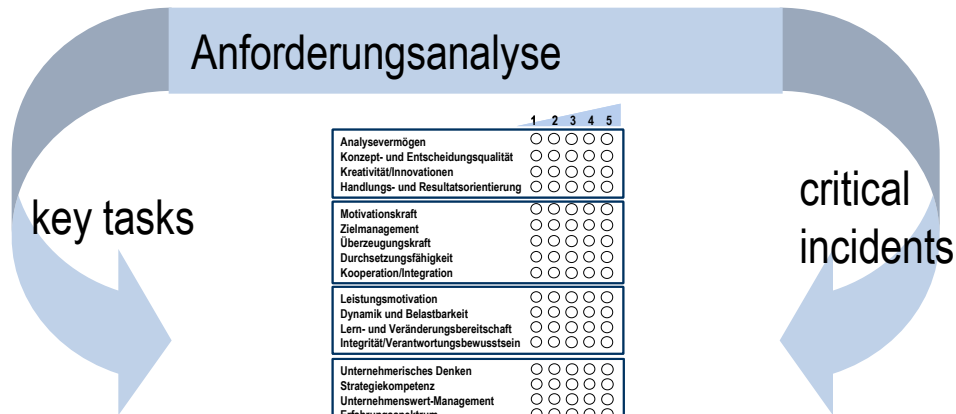 Anforderungsanalyse
1 2 3 4 5
Analysevermögen
Konzept- und Entscheidungsqualität
Kreativität/Innovationen
Handlungs- und Resultatsorientierung
key tasks
critical
incidents
Motivationskraft
Zielmanagement
Überzeugungskraft
Durchsetzungsfähigkeit
Kooperation/Integration
Leistungsmotivation
Dynamik und Belastbarkeit
Lern- und Veränderungsbereitschaft
Integrität/Verantwortungsbewusstsein
Unternehmerisches Denken
Strategiekompetenz
Unternehmenswert-Management
Erfahrungsspektrum